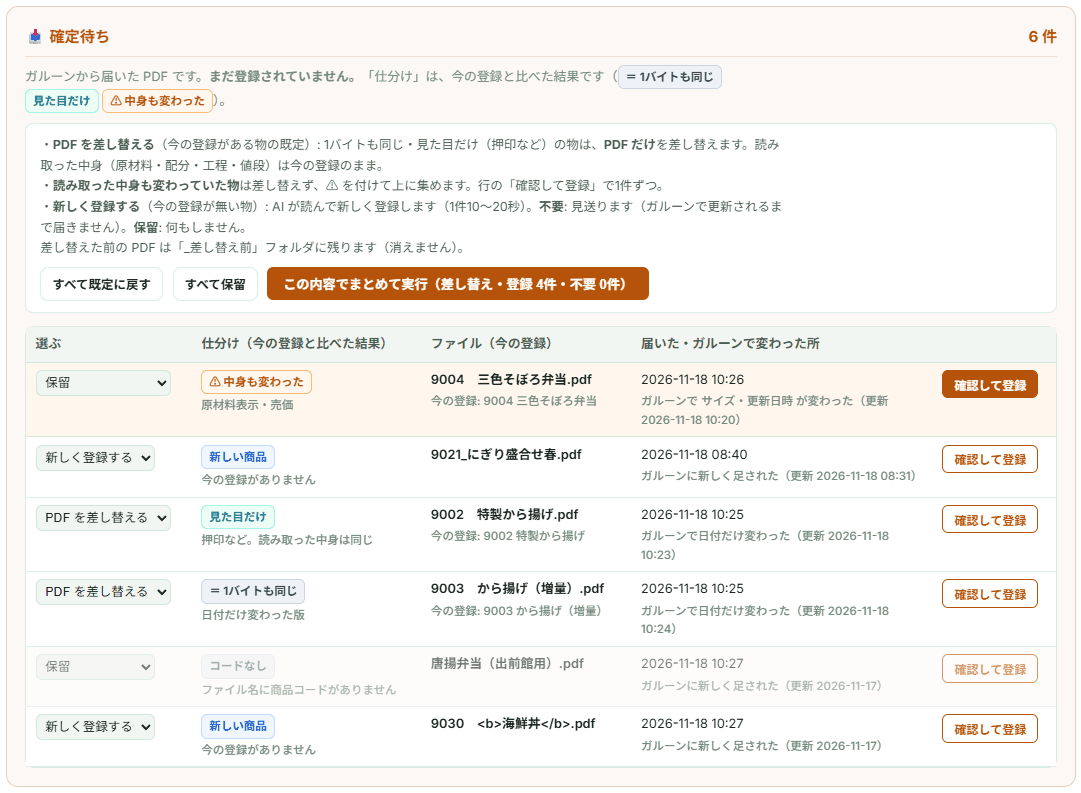 確定待ち
6 件
ガルーンから届いた PDF です。まだ登録されていません。「仕分け」は、今の登録と比べた結果です（ ＝1バイトも同じ
見た目だけ ⚠ 中身も変わった ）。
・PDF を差し替える（今の登録がある物の既定）: 1バイトも同じ・見た目だけ（押印など）の物は、PDF だけを差し替えます。読み
取った中身（原材料・配分・工程・値段）は今の登録のまま。
・読み取った中身も変わっていた物は差し替えず、⚠ を付けて上に集めます。行の「確認して登録」で1件ずつ。
・新しく登録する（今の登録が無い物）: AI が読んで新しく登録します（1件10〜20秒）。不要: 見送ります（ガルーンで更新されるま
で届きません）。保留: 何もしません。
差し替えた前の PDF は「_差し替え前」フォルダに残ります（消えません）。
すべて既定に戻す すべて保留 この内容でまとめて実行（差し替え・登録 4件・不要 0件）
選ぶ 仕分け（今の登録と比べた結果） ファイル（今の登録） 届いた・ガルーンで変わった所
保留 ⚠ 中身も変わった 9004　三色そぼろ弁当.pdf 2026-11-18 10:26 確認して登録
原材料表示・売価 今の登録: 9004 三色そぼろ弁当 ガルーンで サイズ・更新日時 が変わった（更新
2026-11-18 10:20）
新しく登録する 新しい商品 9021_にぎり盛合せ春.pdf 2026-11-18 08:40 確認して登録
今の登録がありません ガルーンに新しく足された（更新 2026-11-18 08:31）
PDF を差し替える 見た目だけ 9002　特製から揚げ.pdf 2026-11-18 10:25 確認して登録
押印など。読み取った中身は同じ 今の登録: 9002 特製から揚げ ガルーンで日付だけ変わった（更新 2026-11-18
10:23）
PDF を差し替える ＝1バイトも同じ 9003　から揚げ（増量）.pdf 2026-11-18 10:25 確認して登録
日付だけ変わった版 今の登録: 9003 から揚げ（増量） ガルーンで日付だけ変わった（更新 2026-11-18
10:24）
保留 コードなし 唐揚弁当（出前館用）.pdf 2026-11-18 10:27 確認して登録
ファイル名に商品コードがありません ガルーンに新しく足された（更新 2026-11-17）
新しく登録する 新しい商品 9030　<b>海鮮丼</b>.pdf 2026-11-18 10:27 確認して登録
今の登録がありません ガルーンに新しく足された（更新 2026-11-17）